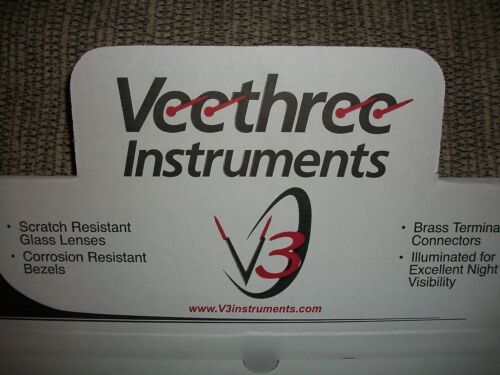 Veethree
Instruments
• Scratch Resistant
Glass Lenses
• Corrosion Resistant
Bezels
V3
• Brass Termina
Connectors
• Illuminated for
Excellent Night
Visibility
www.V3instruments.com